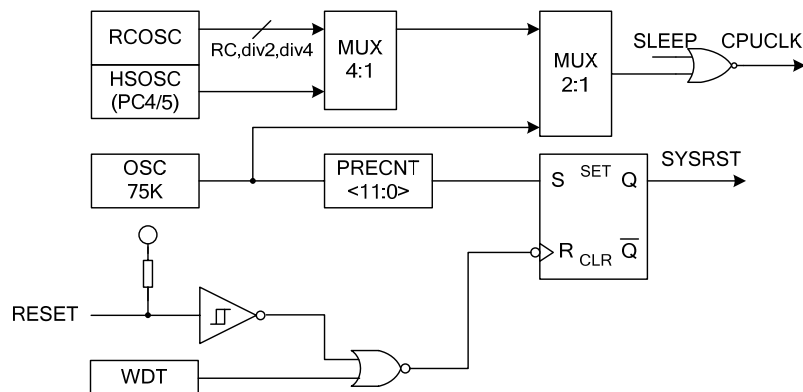 RCOSC
RC,div2,div4
HSOSC
(PC4/5)
MUX
4:1
MUX
2:1
SLEEP
CPUCLK
OSC
75K
PRECNT
<11:0>
S
SET
Q
SYSRST
R
CLR
Q
RESET
WDT